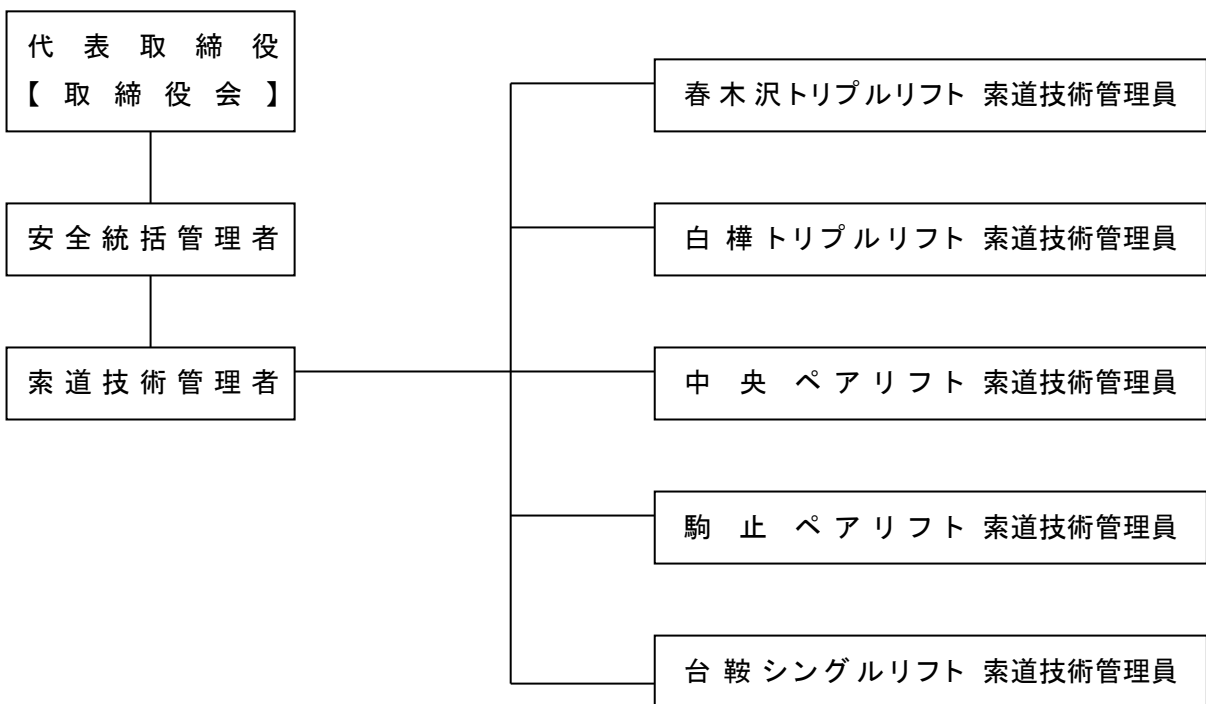 代表取締役
【取締役会】
安全統括管理者
索道技術管理者
春木沢トリプルリフト 索道技術管理員
白樺トリプルリフト 索道技術管理員
中央ペアリフト 索道技術管理員
駒止ペアリフト 索道技術管理員
台鞍シングルリフト 索道技術管理員